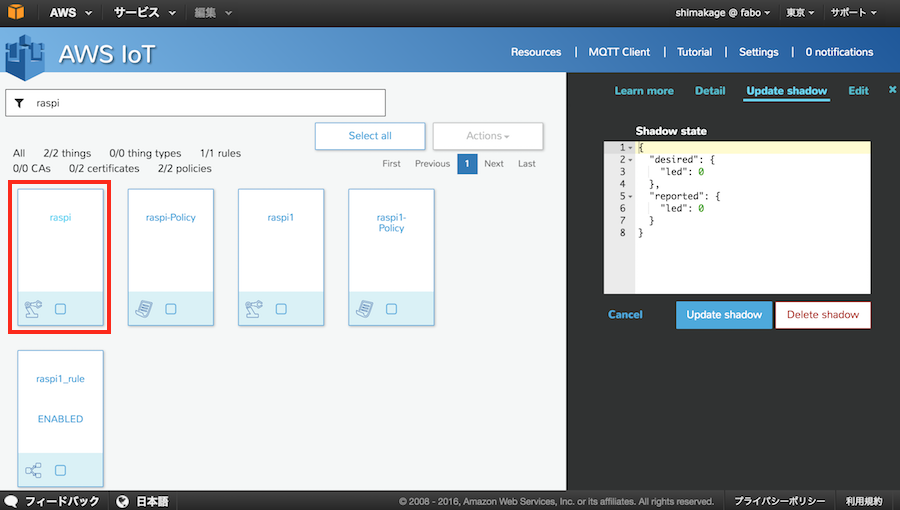 AWS サービス 編集 shimakage @ fabo 東京 サポート
AWS IoT
Resources | MQTT Client | Tutorial | Settings | 0 notifications
raspi
Select all Actions
All 2/2 things 0/0 thing types 1/1 rules
0/0 CAs 0/2 certificates 2/2 policies
First Previous 1 Next Last
raspi
raspi-Policy
raspi1
raspi1-
Policy
raspi1_rule
ENABLED
Learn more Detail Update shadow Edit ×
Shadow state
1 {
2 "desired": {
3 "led": 0
4 },
5 "reported": {
6 "led": 0
7 }
8 }
Cancel Update shadow Delete shadow
フィードバック 日本語 © 2008 - 2016, Amazon Web Services, Inc. or its affiliates. All rights reserved. プライバシーポリシー 利用規約